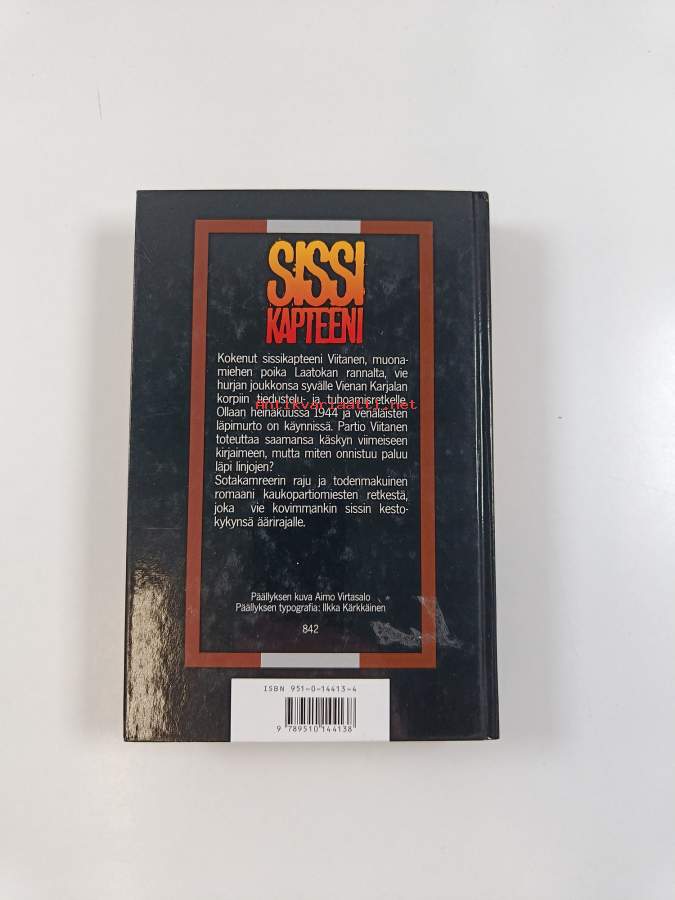 SISSI
KAPTEENI
Kokenut sissikapteeni Viitanen, muona-
miehen poika Laatokan rannalta, vie
hurjan joukkonsa syvälle Vienan Karjalan
korpiin tiedustelu- ja tuhoamisretkelle.
Antikvariaatti.net
Ollaan heinäkuussa 1944 ja venäläisten
läpimurto on käynnissä. Partio Viitanen
toteuttaa saamansa käskyn viimeiseen
kirjaimeen, mutta miten onnistuu paluu
läpi linjojen?
Sotakamreerin raju ja todenmakuinen
romaani kaukopartiomiesten retkestä,
joka vie kovimmankin sissin kesto-
kykynsä äärirajalle.
Päällyksen kuva Aimo Virtasalo
Päällyksen typografia: Ilkka Kärkkäinen
842
ISBN 951-0-14413-4
9 789510 144138